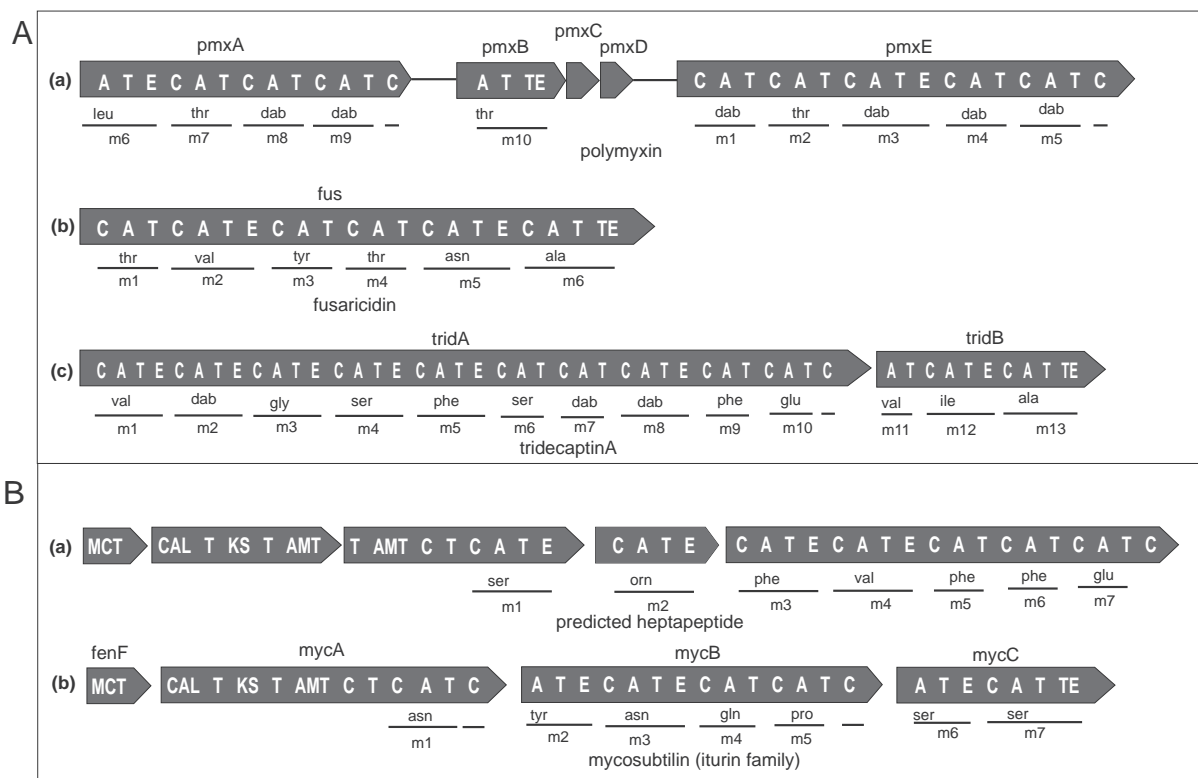 A
pmxA pmxB pmxC pmxD pmxE
(a) A T E C A T C A T C A T C A T TE C A T C A T C A T E C A T C A T C
leu thr dab dab thr dab thr dab dab dab
m6 m7 m8 m9 m10 m1 m2 m3 m4 m5
polymyxin
fus
(b) C A T C A T E C A T C A T C A T E C A T TE
thr val tyr thr asn ala
m1 m2 m3 m4 m5 m6
fusaricidin
tridA tridB
(c) C A T E C A T E C A T E C A T E C A T E C A T C A T C A T E C A T C A T C A T C A T E C A T TE
val dab gly ser phe ser dab dab phe glu val ile ala
m1 m2 m3 m4 m5 m6 m7 m8 m9 m10 m11 m12 m13
tridecaptinA
B
(a) MCT CAL T KS T AMT T AMT C T C A T E C A T E C A T E C A T E C A T C A T C A T C
ser orn phe val phe phe glu
m1 m2 m3 m4 m5 m6 m7
predicted heptapeptide
fenF mycA mycB mycC
(b) MCT CAL T KS T AMT C T C A T C A T E C A T E C A T C A T C A T E C A T TE
asn tyr asn gln pro ser ser
m1 m2 m3 m4 m5 m6 m7
mycosubtilin (iturin family)